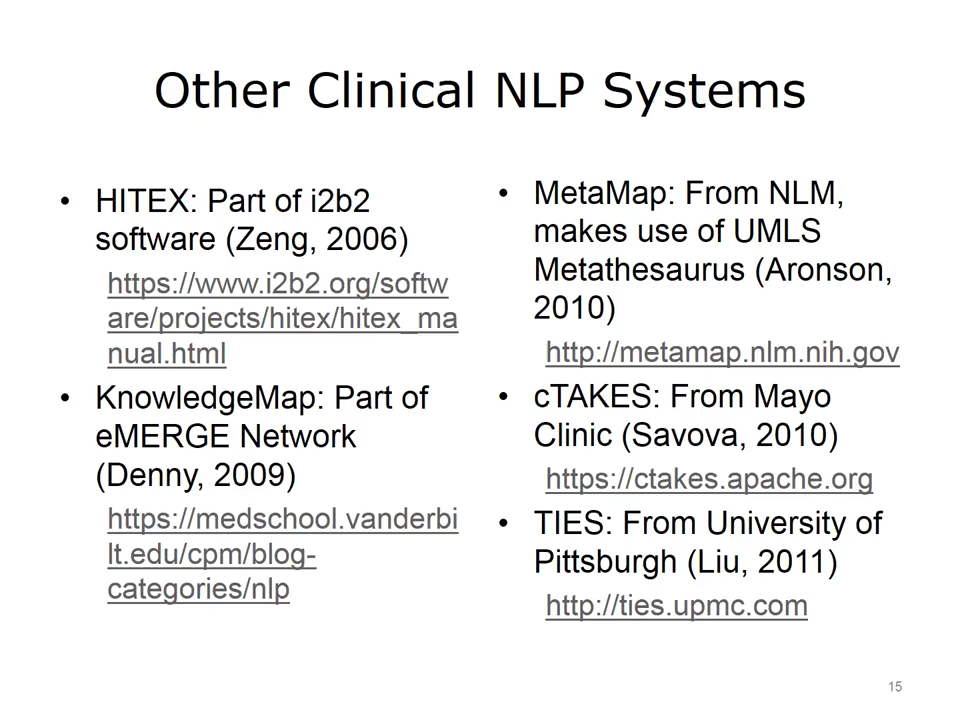 Other Clinical NLP Systems
• HITEX: Part of i2b2
software (Zeng, 2006)
https://www.i2b2.org/softw
are/projects/hitex/hitex_ma
nual.html
• KnowledgeMap: Part of
eMERGE Network
(Denny, 2009)
https://medschool.vanderbi
lt.edu/cpm/blog-
categories/nlp
• MetaMap: From NLM,
makes use of UMLS
Metathesaurus (Aronson,
2010)
http://metamap.nlm.nih.gov
• cTAKES: From Mayo
Clinic (Savova, 2010)
https://ctakes.apache.org
• TIES: From University of
Pittsburgh (Liu, 2011)
http://ties.upmc.com
15